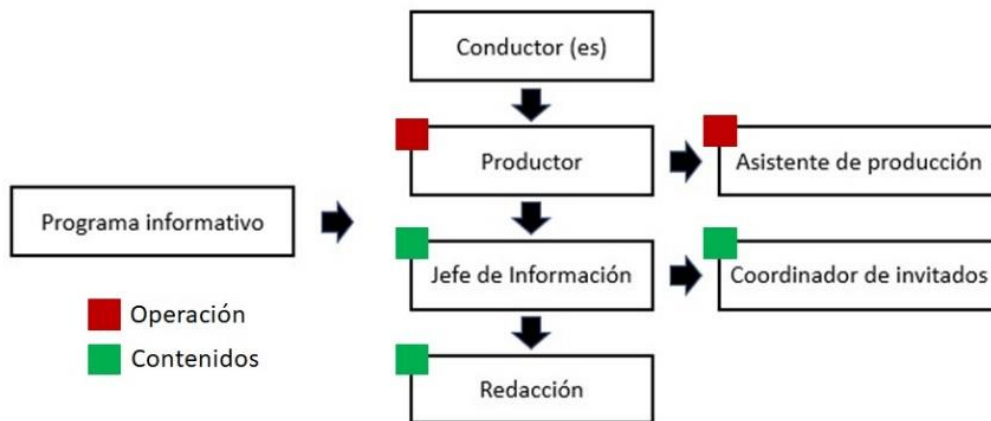 Conductor (es)
Productor
Asistente de producción
Programa informativo
Jefe de Información
Coordinador de invitados
Operación
Contenidos
Redacción